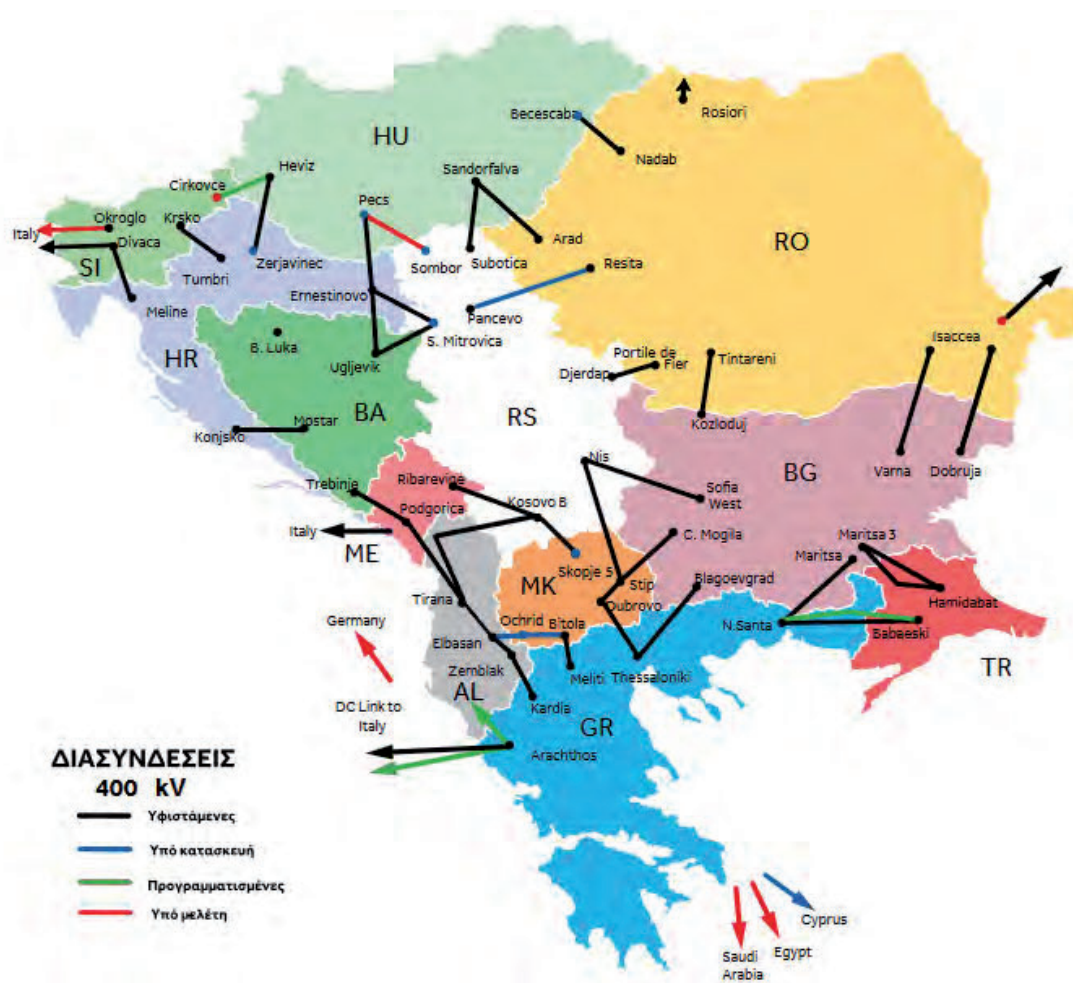 Rosiori
Becescaba
HU
Nadab
Heviz
Sandorfalva
Cirkovce
Pecs
Okroglo
Krsko
Italy
Divaca
RO
Arad
SI
Tumbri
Zerjavinec
Sombor
Subotica
Resita
Meline
Ernestinovo
Pancevo
Isaccea
B. Luka
S. Mitrovica
HR
Ugljevik
Portile de
Fier
Tintareni
Djerdap
BA
RS
Kozloduj
Mostar
Konjsko
Nis
BG
Varna
Dobruja
Trebinje
Ribarevige
Sofia
West
Podgorica
Kosovo B
Italy
C. Mogila
Maritsa 3
ME
Maritsa
Skopje 5
MK
Stip
Blagoevgrad
Tirana
Dubrovo
Hamidabat
Germany
Ochrid
Bitola
N.Santa
Babaeski
Elbasan
Zemblak
Meliti
Thessaloniki
TR
AL
DC Link to
Italy
Kardia
GR
Arachthos
ΔΙΑΣΥΝΔΕΣΕΙΣ
400 kV
Υφιστάμενες
Υπό κατασκευή
Προγραμματισμένες
Υπό μελέτη
Cyprus
Egypt
Saudi
Arabia